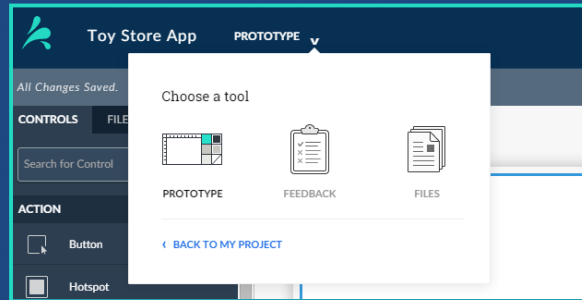 Toy Store App PROTOTYPE
All Changes Saved.
Choose a tool
CONTROLS FILE
Search for Control
PROTOTYPE FEEDBACK FILES
ACTION
Button
‹ BACK TO MY PROJECT
Hotspot